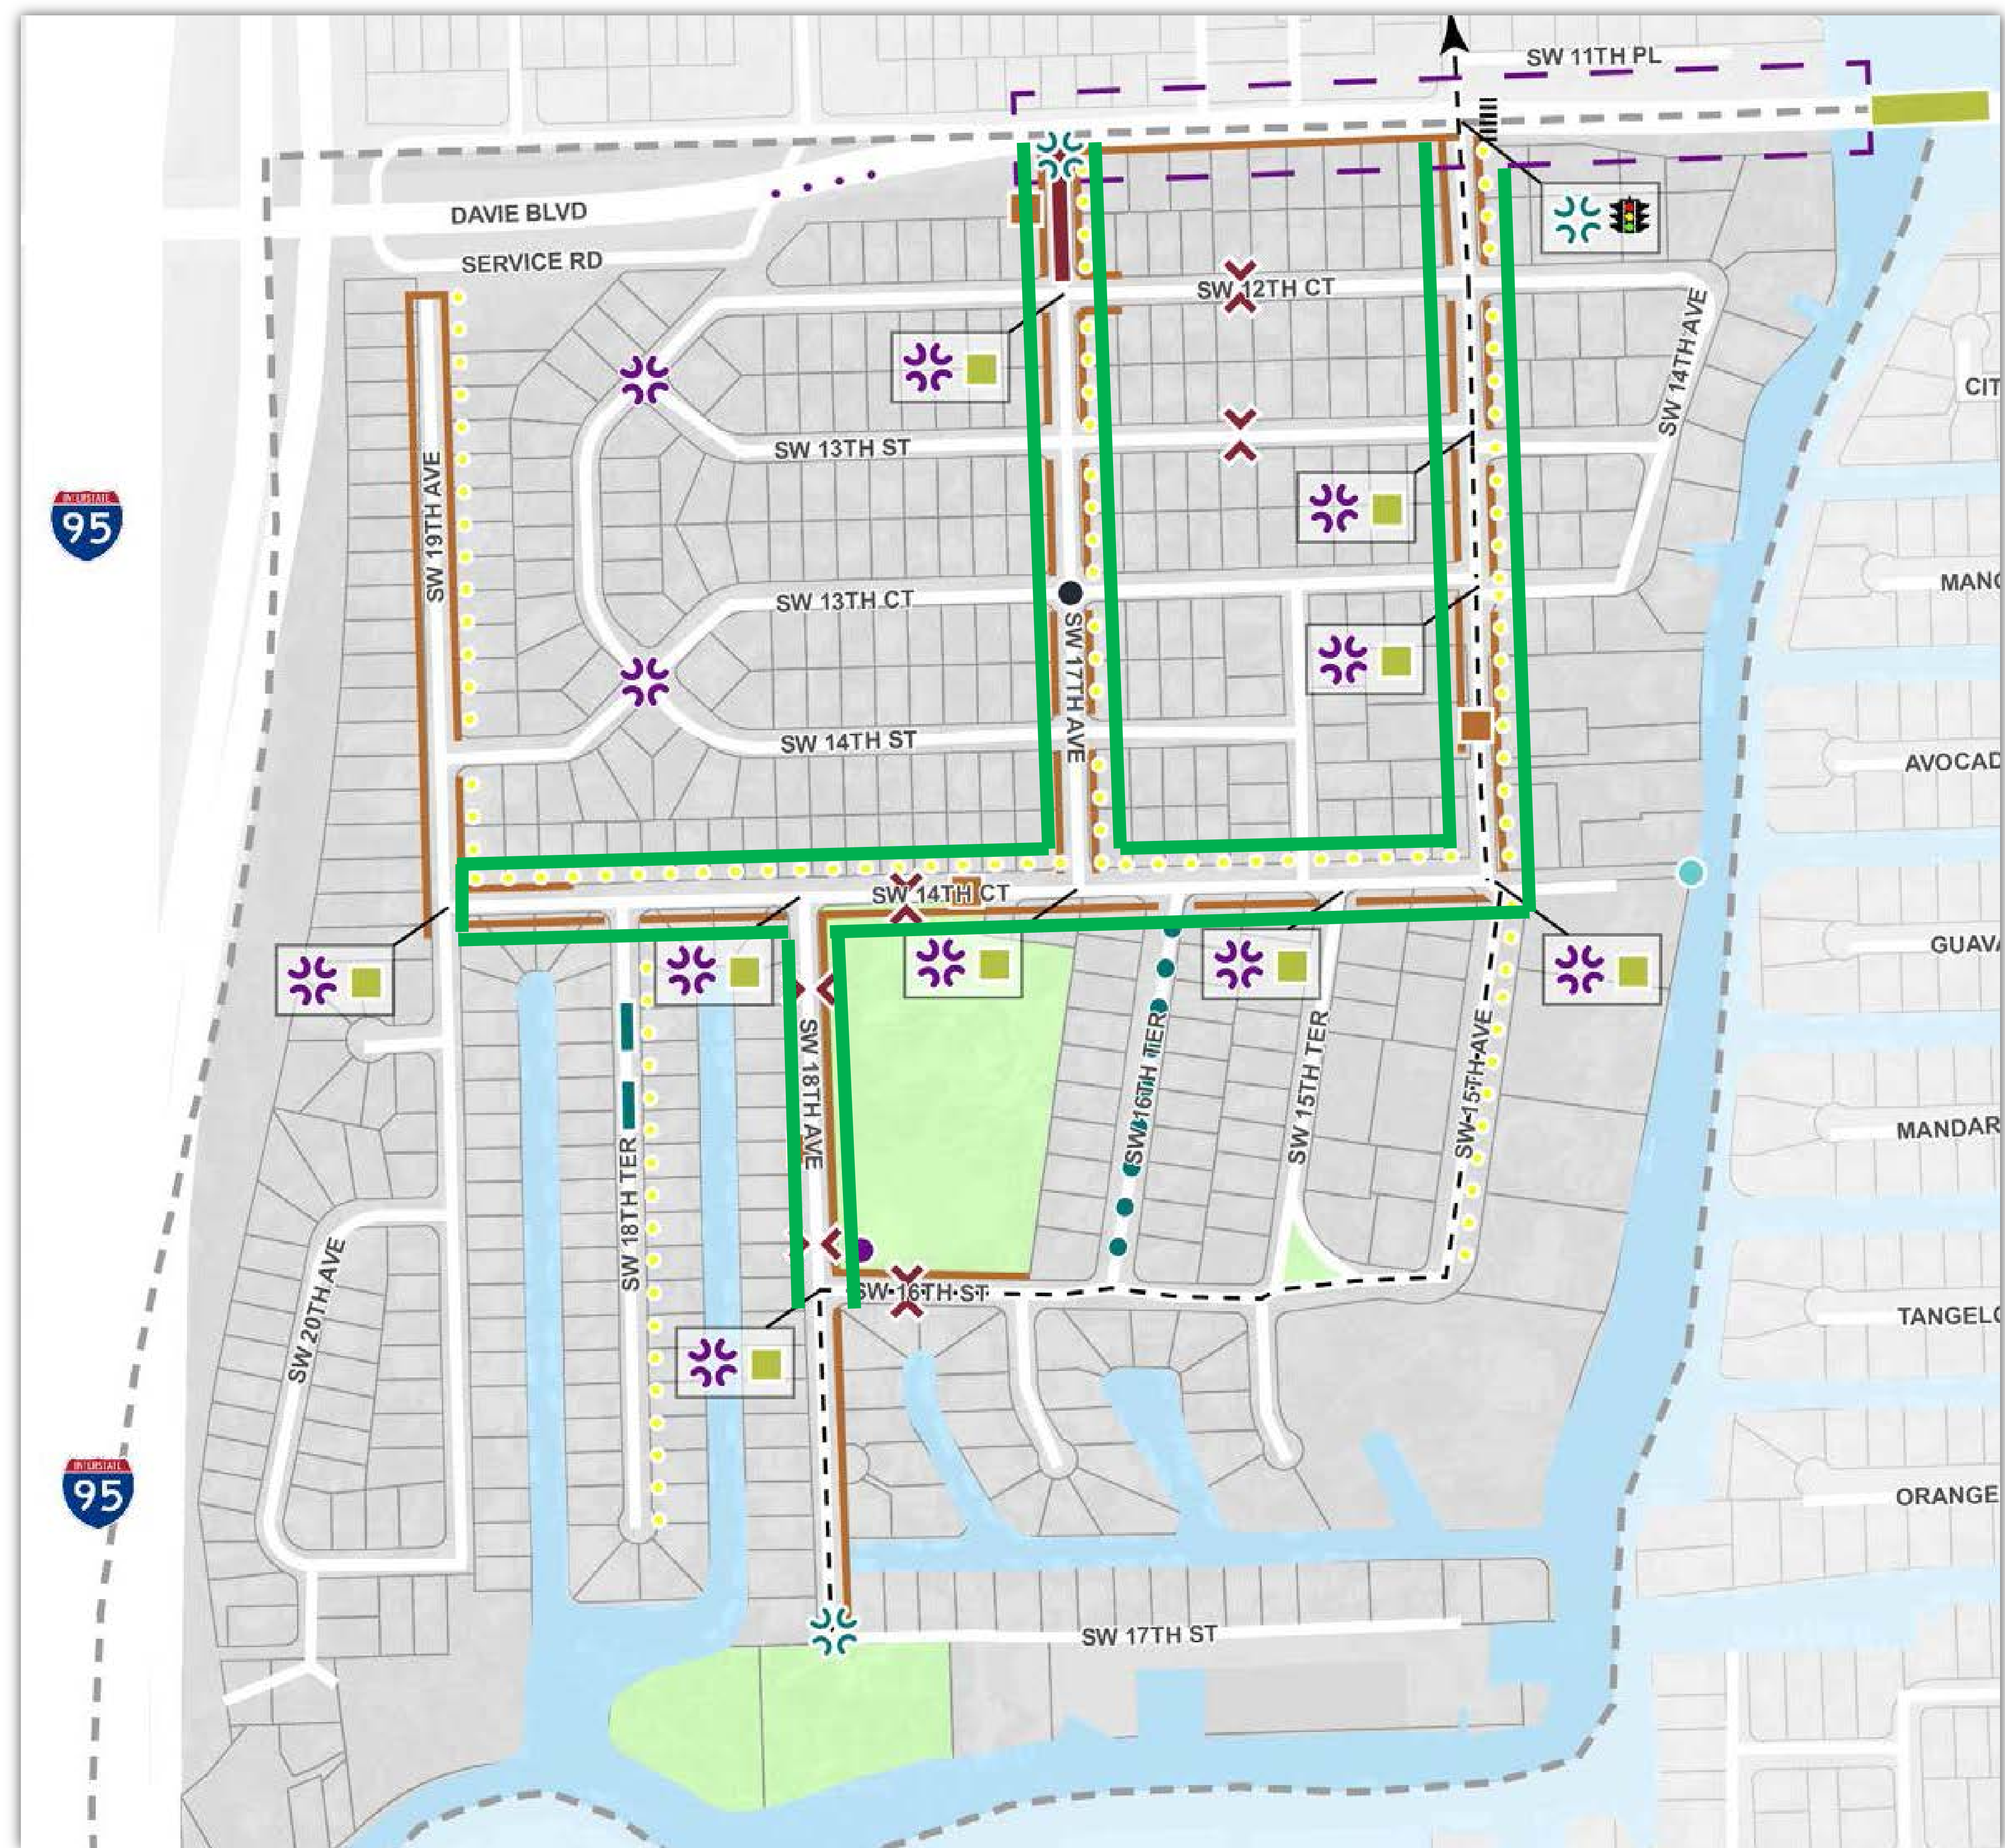 SW 11TH PL
DAVIE BLVD
SERVICE RD
SW 12TH CT
SW 14TH AVE
CIT
SW 13TH ST
INTERSTATE
95
SW 19TH AVE
SW 13TH CT
MANG
SW 17TH AVE
SW 14TH ST
AVOCAD
SW 14TH CT
GUAVA
SW 18TH AVE
SW 16TH TER
SW 15TH TER
SW 15TH AVE
MANDAR
SW 18TH TER
SW 20TH AVE
SW 16TH ST
TANGELO
INTERSTATE
95
ORANGE
SW 17TH ST